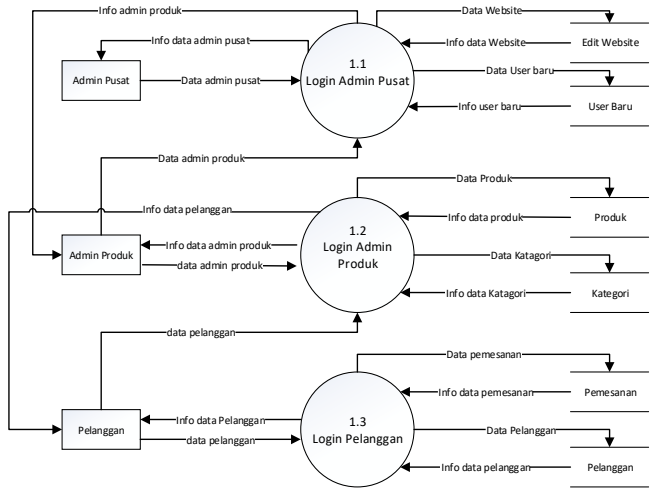 Info admin produk
Data Website
Info data admin pusat
Info data Website
Edit Website
1.1
Login Admin Pusat
Admin Pusat
Data admin pusat
Data User baru
Info user baru
User Baru
Data admin produk
Data Produk
Info data pelanggan
Info data produk
Produk
1.2
Login Admin
Produk
Admin Produk
Info data admin produk
data admin produk
Data Katagori
Info data Katagori
Kategori
data pelanggan
Data pemesanan
Info data pemesanan
Pemesanan
1.3
Login Pelanggan
Pelanggan
Info data Pelanggan
data pelanggan
Data Pelanggan
Info data pelanggan
Pelanggan